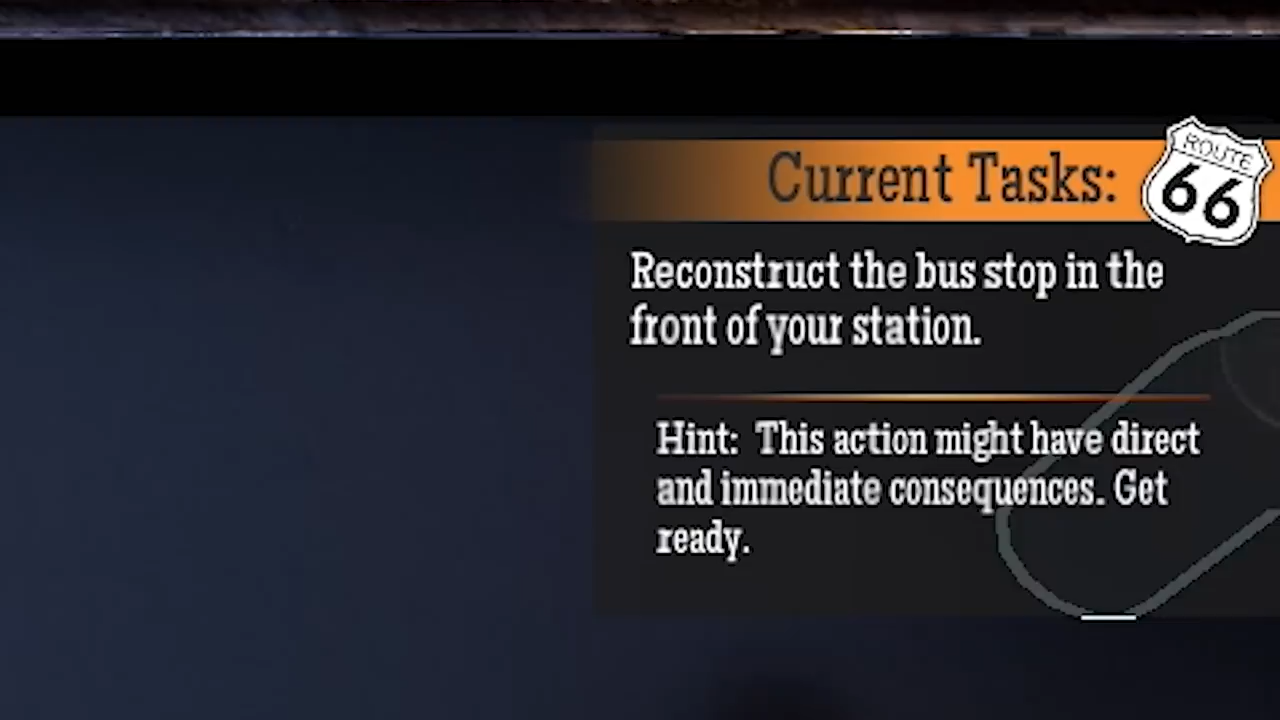 Current Tasks:
ROUTE
66
Reconstruct the bus stop in the
front of your station.
Hint: This action might have direct
and immediate consequences. Get
ready.